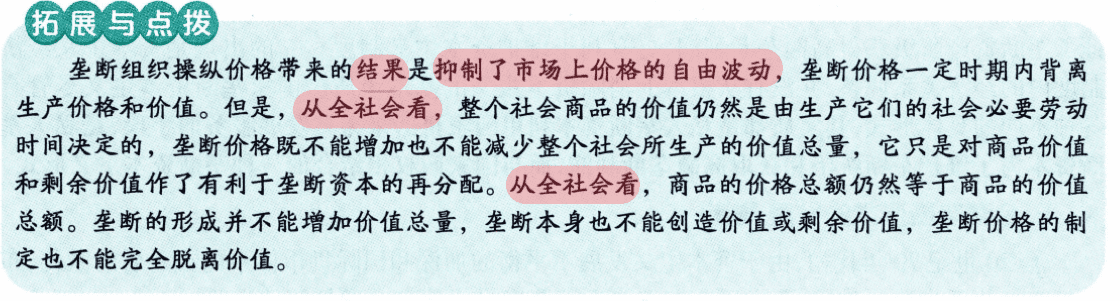 拓展与点拨
垄断组织操纵价格带来的结果是抑制了市场上价格的自由波动，垄断价格一定时期内背离
生产价格和价值。但是，从全社会看，整个社会商品的价值仍然是由生产它们的社会必要劳动
时间决定的，垄断价格既不能增加也不能减少整个社会所生产的价值总量，它只是对商品价值
和剩余价值作了有利于垄断资本的再分配。从全社会看，商品的价格总额仍然等于商品的价值
总额。垄断的形成并不能增加价值总量，垄断本身也不能创造价值或剩余价值，垄断价格的制
定也不能完全脱离价值。